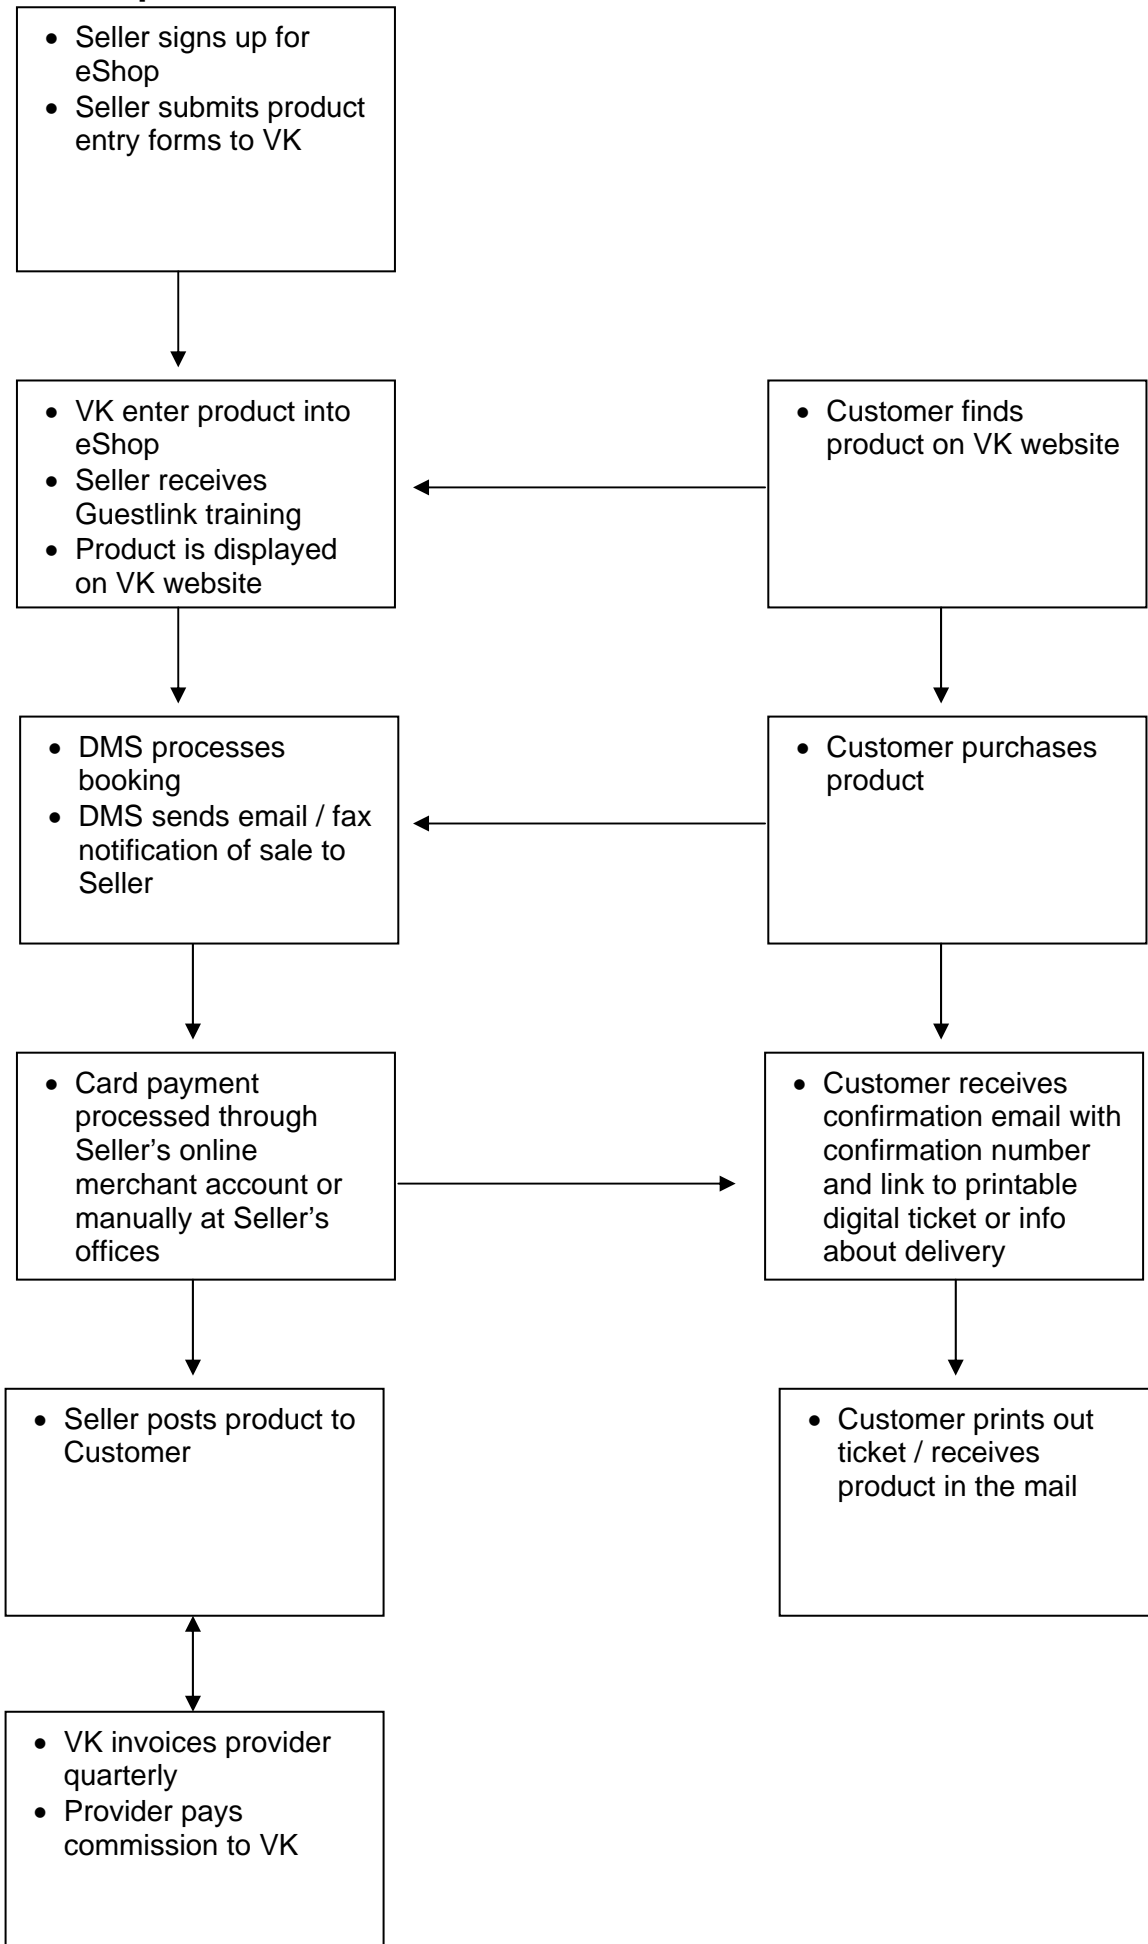 • Seller signs up for
eShop
• Seller submits product
entry forms to VK
• VK enter product into
eShop
• Seller receives
Guestlink training
• Product is displayed
on VK website
• Customer finds
product on VK website
• DMS processes
booking
• DMS sends email / fax
notification of sale to
Seller
• Customer purchases
product
• Card payment
processed through
Seller’s online
merchant account or
manually at Seller’s
offices
• Customer receives
confirmation email with
confirmation number
and link to printable
digital ticket or info
about delivery
• Seller posts product to
Customer
• Customer prints out
ticket / receives
product in the mail
• VK invoices provider
quarterly
• Provider pays
commission to VK